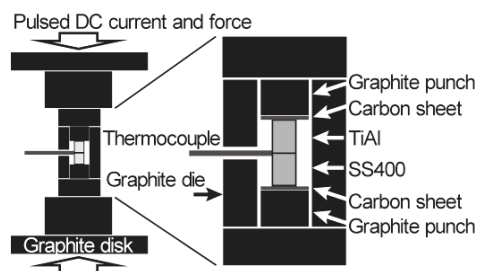 Pulsed DC current and force
Graphite punch
Carbon sheet
Thermocouple
TiAl
SS400
Graphite die
Carbon sheet
Graphite punch
Graphite disk